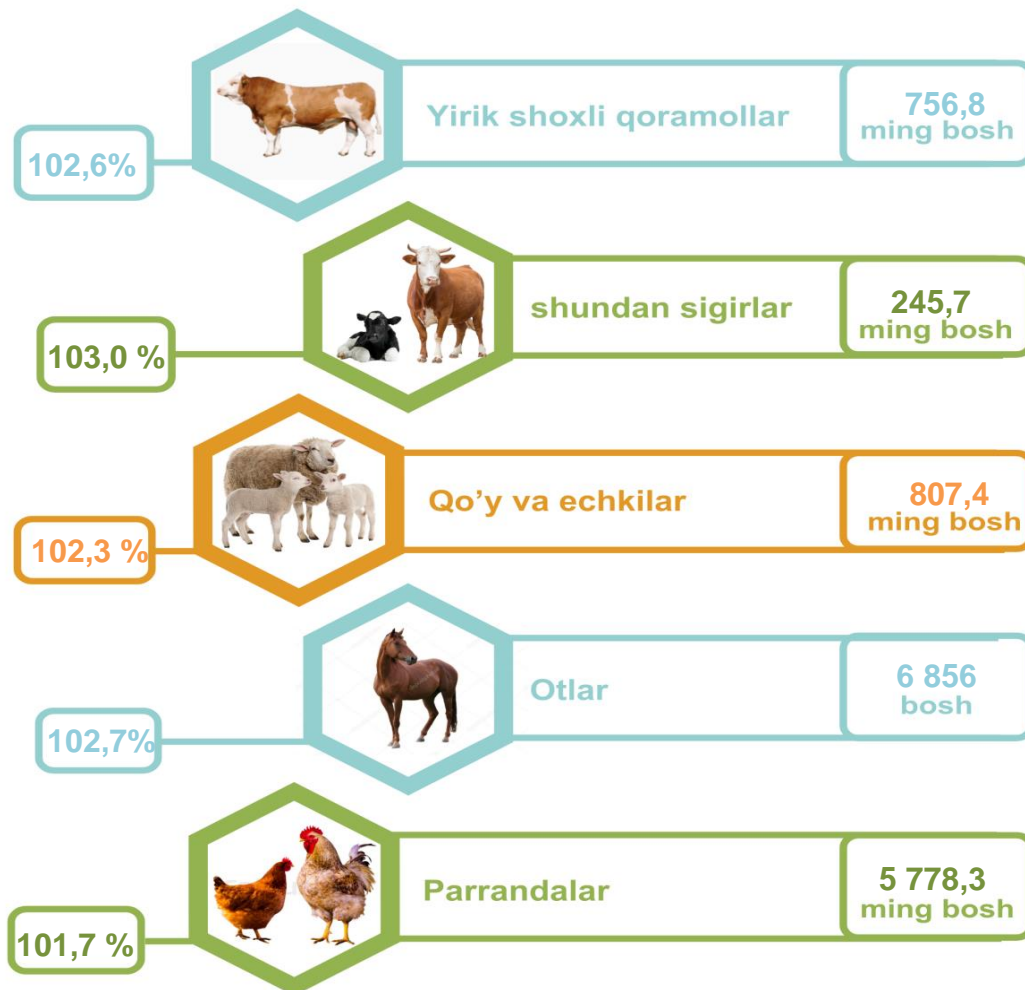 Yirik shoxli qoramollar
756,8
ming bosh
102,6%
shundan sigirlar
245,7
ming bosh
103,0 %
Qo’y va echkilar
807,4
ming bosh
102,3 %
Otlar
6 856
bosh
102,7%
Parrandalar
5 778,3
ming bosh
101,7 %